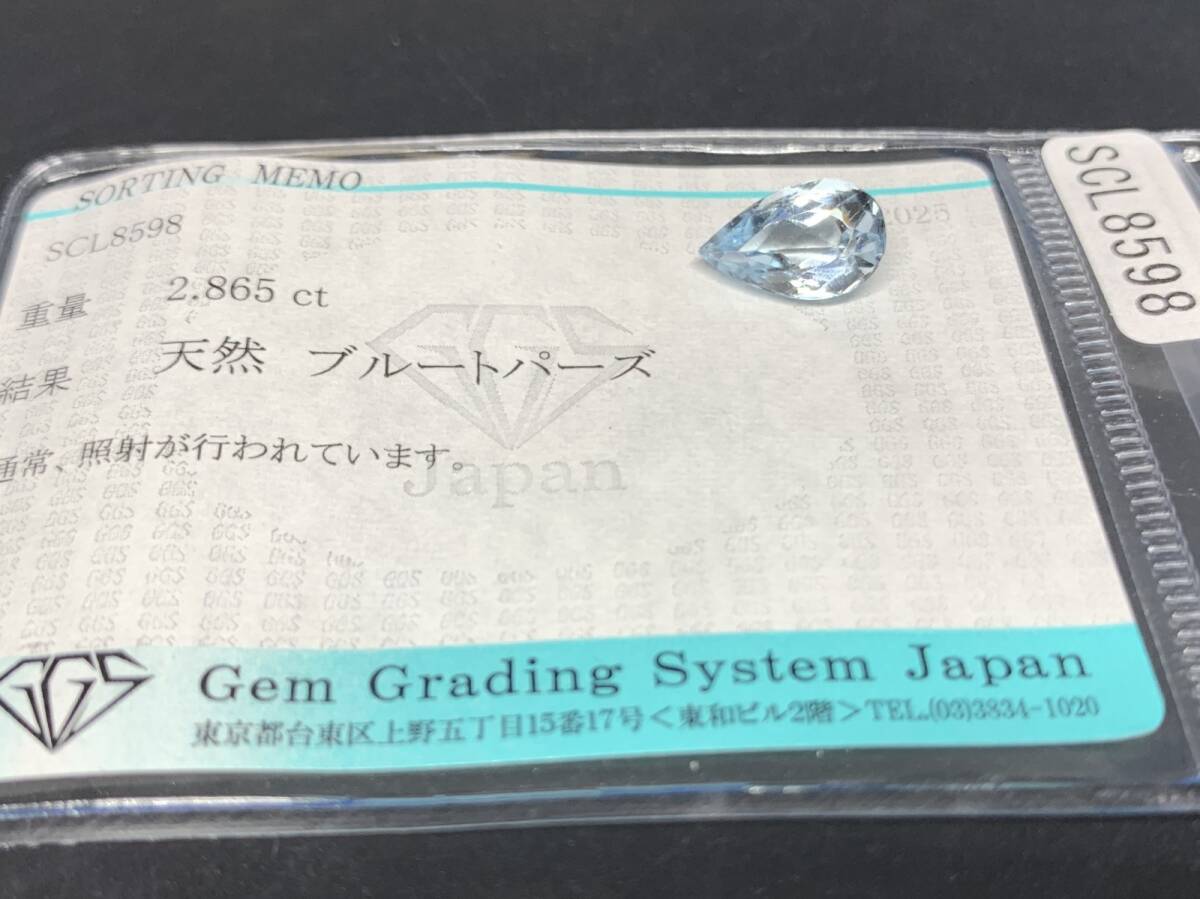 SORTING MEMO
SCL8598
2025
重量 2.865 ct
結果 天然 ブルートパーズ
通常、照射が行われています。
GGS
Japan
GGS
Gem Grading System Japan
東京都台東区上野五丁目15番17号＜東和ビル2階＞TEL.(03)3834-1020
SCL8598